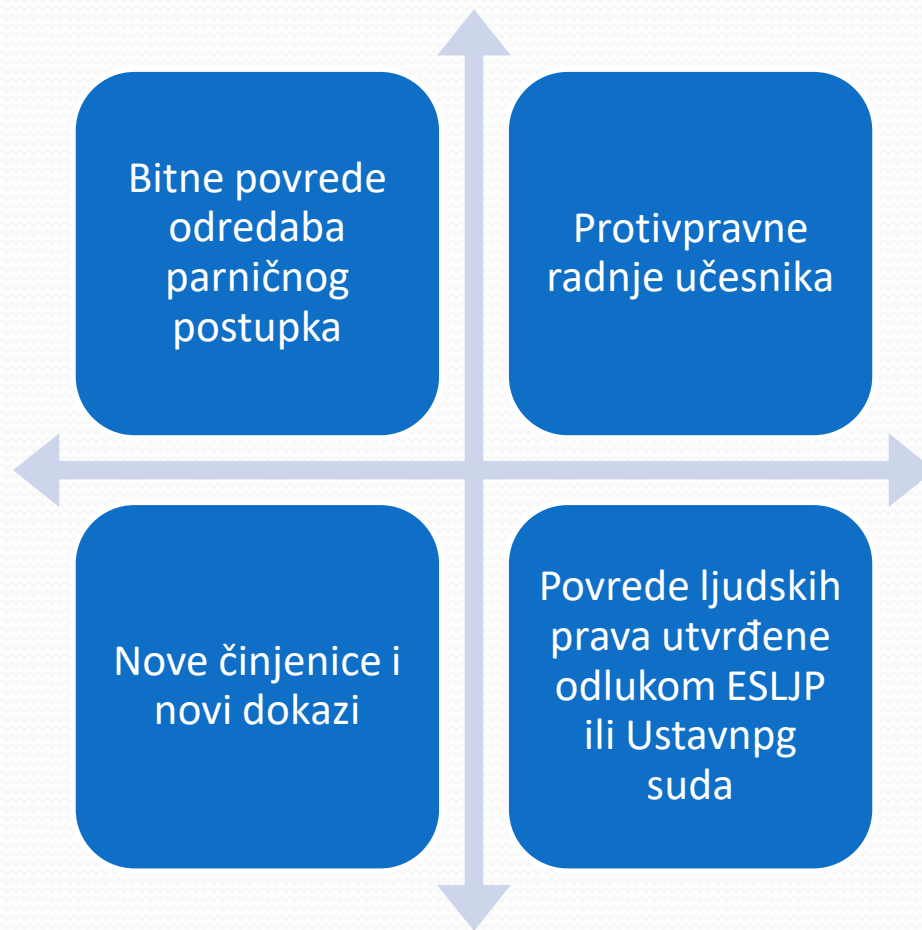 Bitne povrede
odredaba
parničnog
postupka
Protivpravne
radnje učesnika
Nove činjenice i
novi dokazi
Povrede ljudskih
prava utvrđene
odlukom ESLJP
ili Ustavnpg
suda